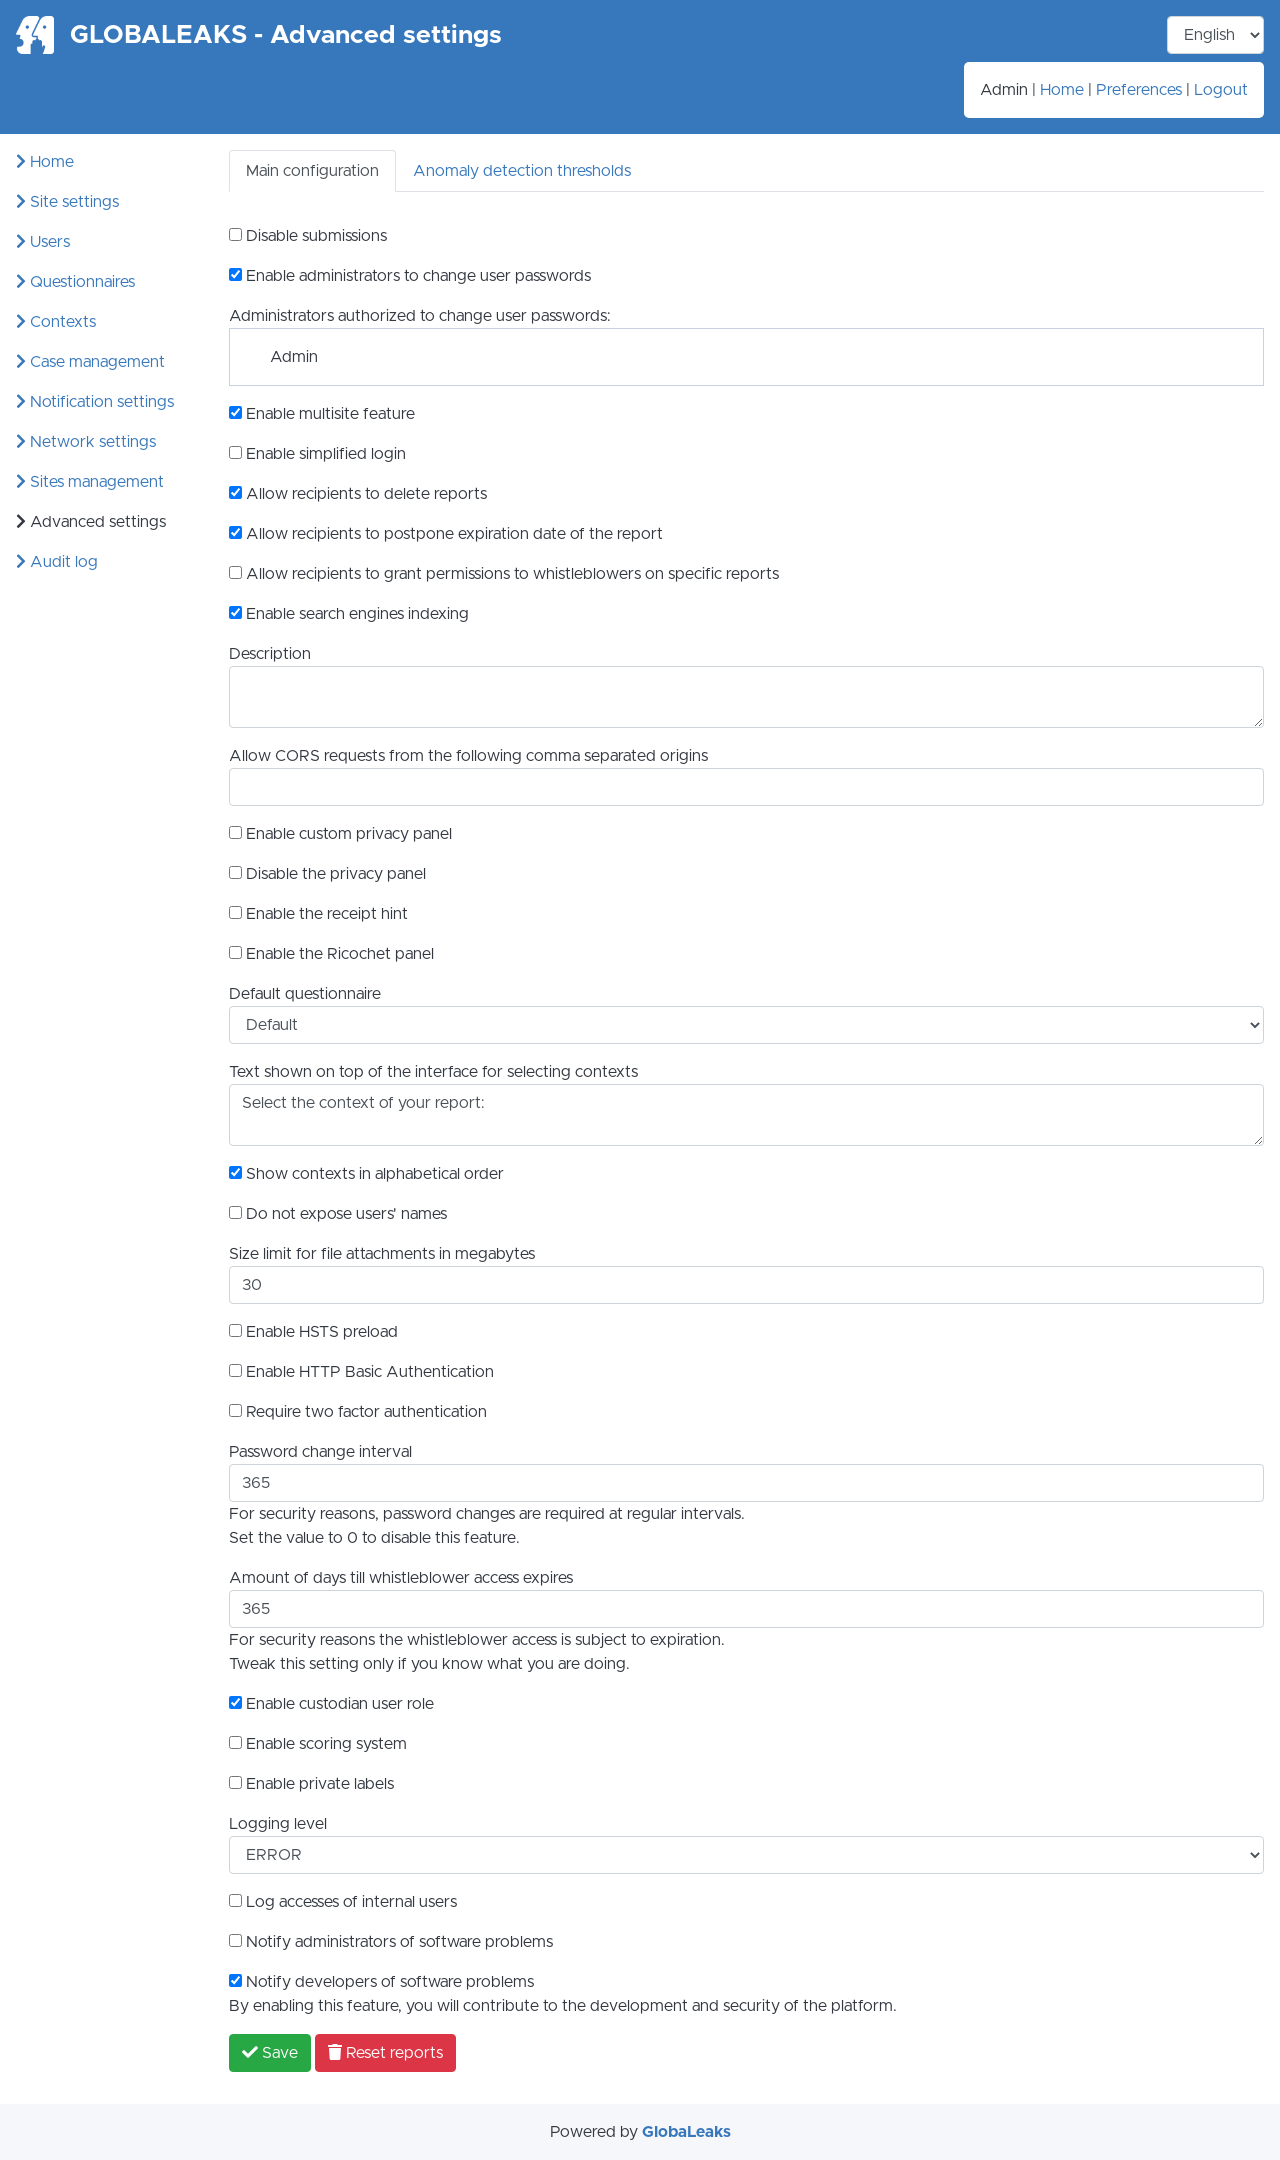 GLOBALEAKS - Advanced settings
English
Admin | Home | Preferences | Logout
Home
Site settings
Users
Questionnaires
Contexts
Case management
Notification settings
Network settings
Sites management
Advanced settings
Audit log
Main configuration
Anomaly detection thresholds
Disable submissions
Enable administrators to change user passwords
Administrators authorized to change user passwords:
Admin
Enable multisite feature
Enable simplified login
Allow recipients to delete reports
Allow recipients to postpone expiration date of the report
Allow recipients to grant permissions to whistleblowers on specific reports
Enable search engines indexing
Description
Allow CORS requests from the following comma separated origins
Enable custom privacy panel
Disable the privacy panel
Enable the receipt hint
Enable the Ricochet panel
Default questionnaire
Default
Text shown on top of the interface for selecting contexts
Select the context of your report:
Show contexts in alphabetical order
Do not expose users' names
Size limit for file attachments in megabytes
30
Enable HSTS preload
Enable HTTP Basic Authentication
Require two factor authentication
Password change interval
365
For security reasons, password changes are required at regular intervals.
Set the value to 0 to disable this feature.
Amount of days till whistleblower access expires
365
For security reasons the whistleblower access is subject to expiration.
Tweak this setting only if you know what you are doing.
Enable custodian user role
Enable scoring system
Enable private labels
Logging level
ERROR
Log accesses of internal users
Notify administrators of software problems
Notify developers of software problems
By enabling this feature, you will contribute to the development and security of the platform.
Save
Reset reports
Powered by GlobaLeaks